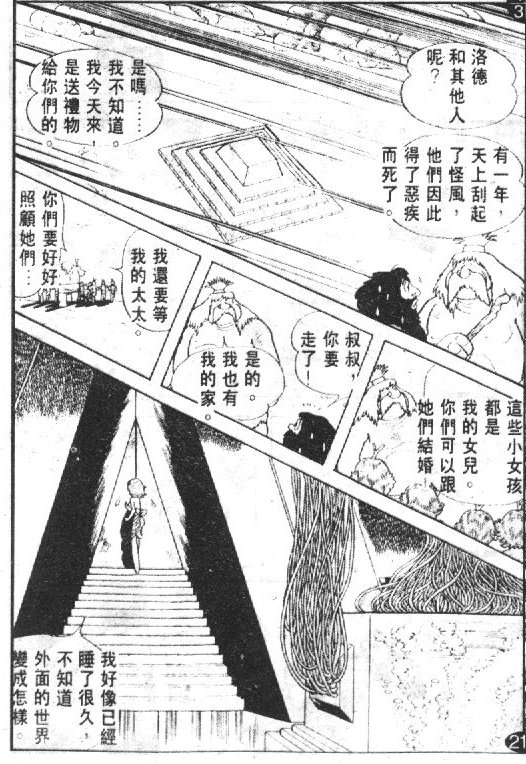 3
洛德
和其他人
呢？
有一年，
天上刮起
了怪風，
他們因此
得了惡疾
而死了。
是嗎……
我不知道。
我今天來，
是送禮物
給你們的。
這些小女孩
都是
我的女兒。
你們可以跟
她們結婚
叔叔，
你要
走了！
是的。
我也有
我的家。
我還要等
我的太太。
你們要好好
照顧她們…
我好像已經
睡了很久，
不知道
外面的世界
變成怎樣。
21